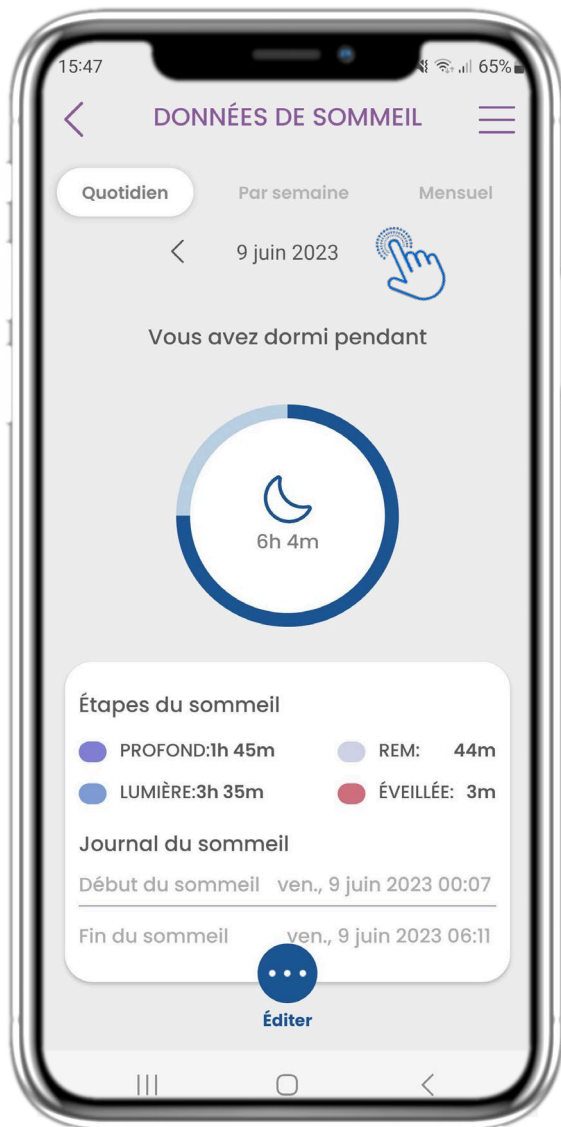 15:47 65%
DONNÉES DE SOMMEIL
Quotidien Par semaine Mensuel
9 juin 2023
Vous avez dormi pendant
6h 4m
Étapes du sommeil
PROFOND:1h 45m REM: 44m
LUMIÈRE:3h 35m ÉVEILLÉE: 3m
Journal du sommeil
Début du sommeil ven., 9 juin 2023 00:07
Fin du sommeil ven., 9 juin 2023 06:11
Éditer